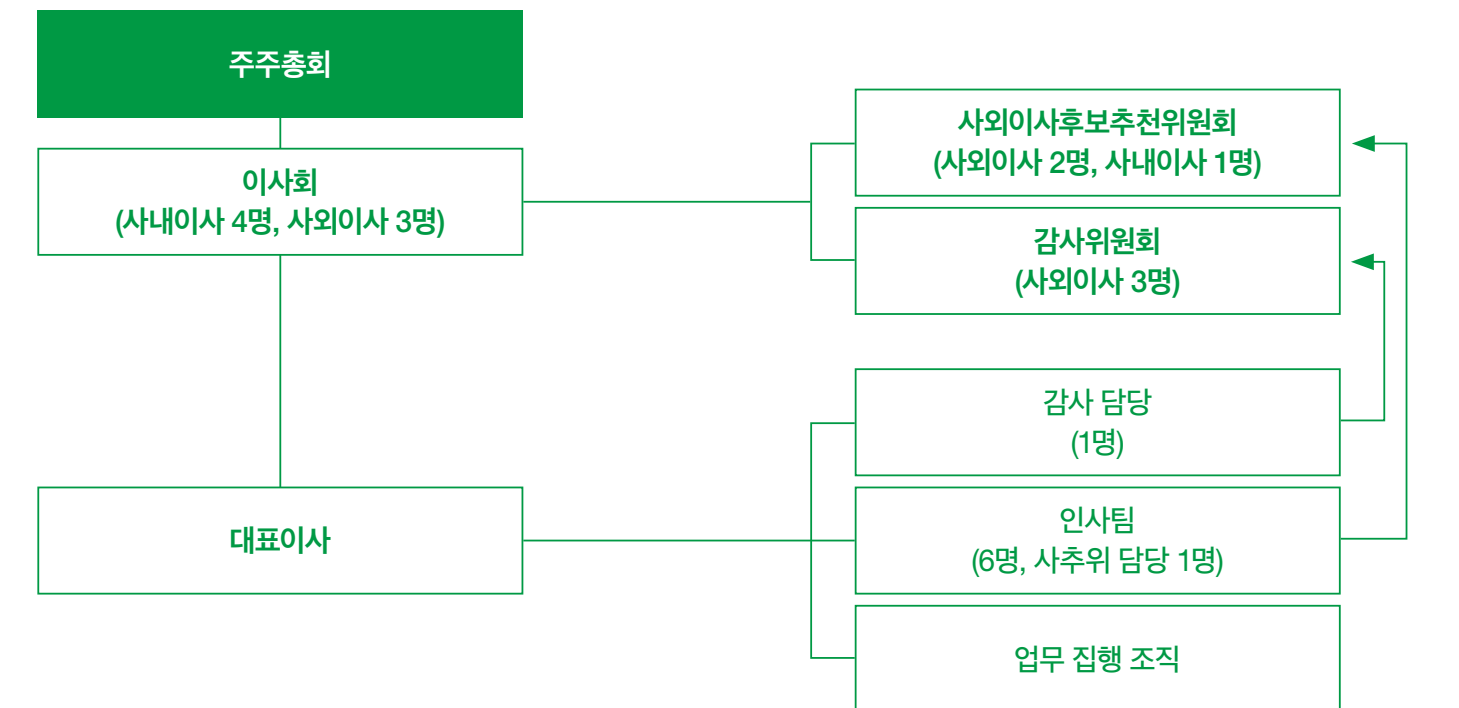 주주총회
이사회
(사내이사 4명, 사외이사 3명)
사외이사후보추천위원회
(사외이사 2명, 사내이사 1명)
감사위원회
(사외이사 3명)
대표이사
감사 담당
(1명)
인사팀
(6명, 사추위 담당 1명)
업무 집행 조직